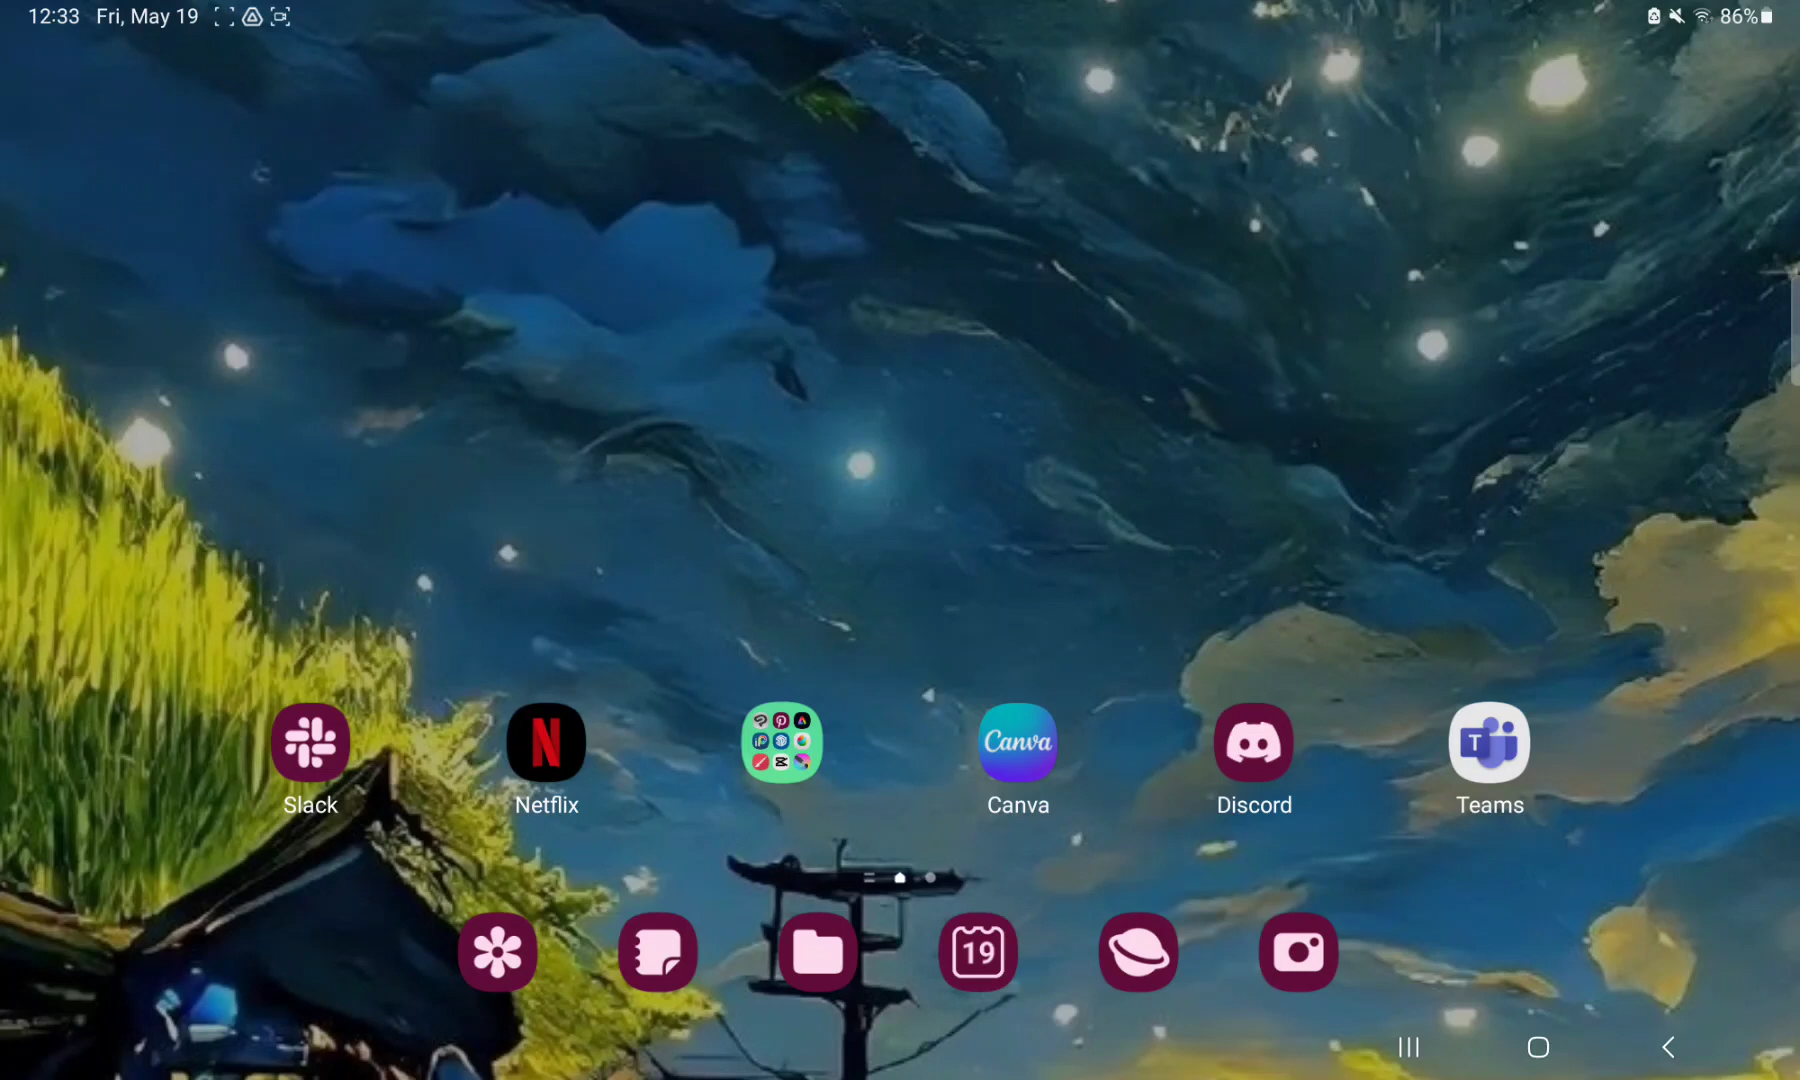 12:33 Fri, May 19 86%
N
Canva
T
Slack
Netflix
Canva
Discord
Teams
19